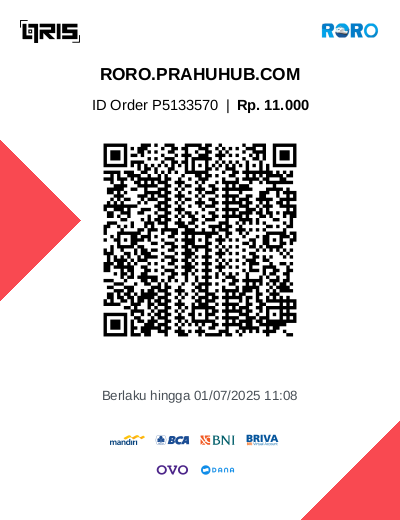 QRIS RORO
RORO.PRAHUHUB.COM
ID Order P5133570 | Rp. 11.000
Berlaku hingga 01/07/2025 11:08
mandiri BCA BNI BRIVA
OVO DANA